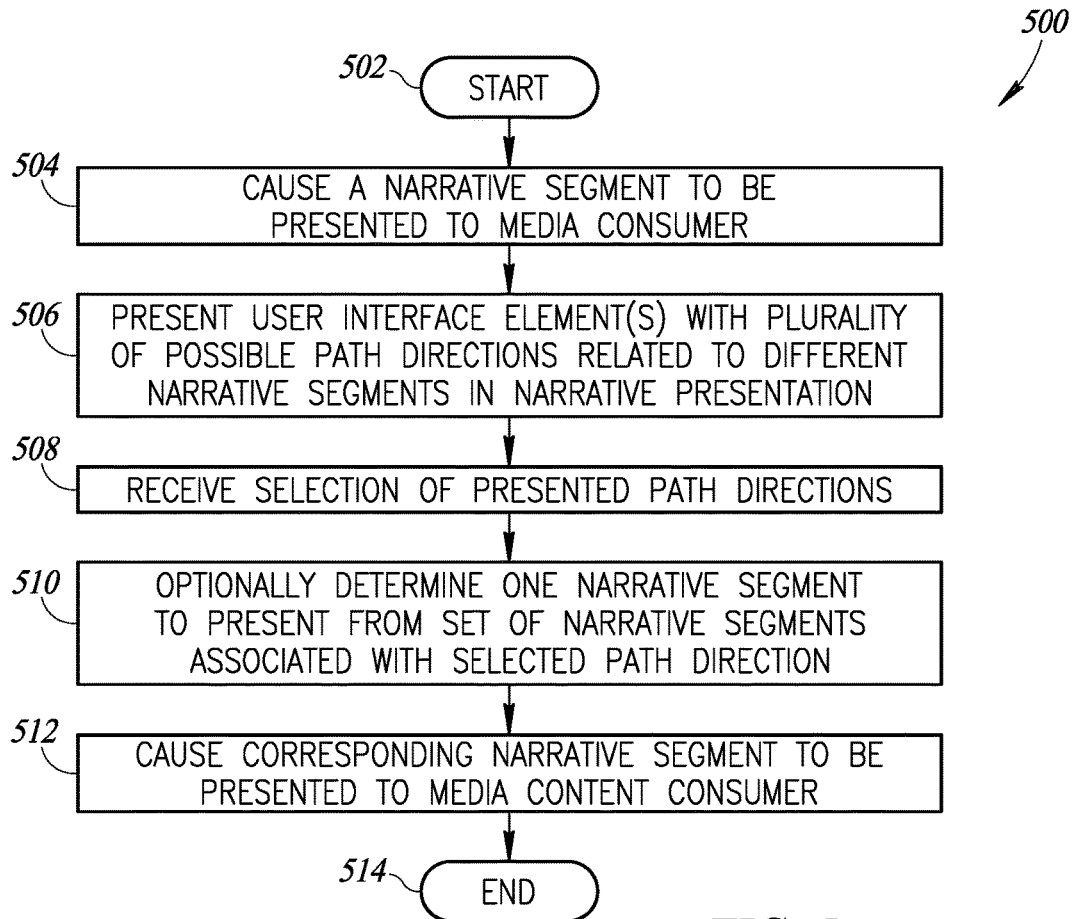 500
502
START
504
CAUSE A NARRATIVE SEGMENT TO BE
PRESENTED TO MEDIA CONSUMER
506
PRESENT USER INTERFACE ELEMENT(S) WITH PLURALITY
OF POSSIBLE PATH DIRECTIONS RELATED TO DIFFERENT
NARRATIVE SEGMENTS IN NARRATIVE PRESENTATION
508
RECEIVE SELECTION OF PRESENTED PATH DIRECTIONS
510
OPTIONALLY DETERMINE ONE NARRATIVE SEGMENT
TO PRESENT FROM SET OF NARRATIVE SEGMENTS
ASSOCIATED WITH SELECTED PATH DIRECTION
512
CAUSE CORRESPONDING NARRATIVE SEGMENT TO BE
PRESENTED TO MEDIA CONTENT CONSUMER
514
END